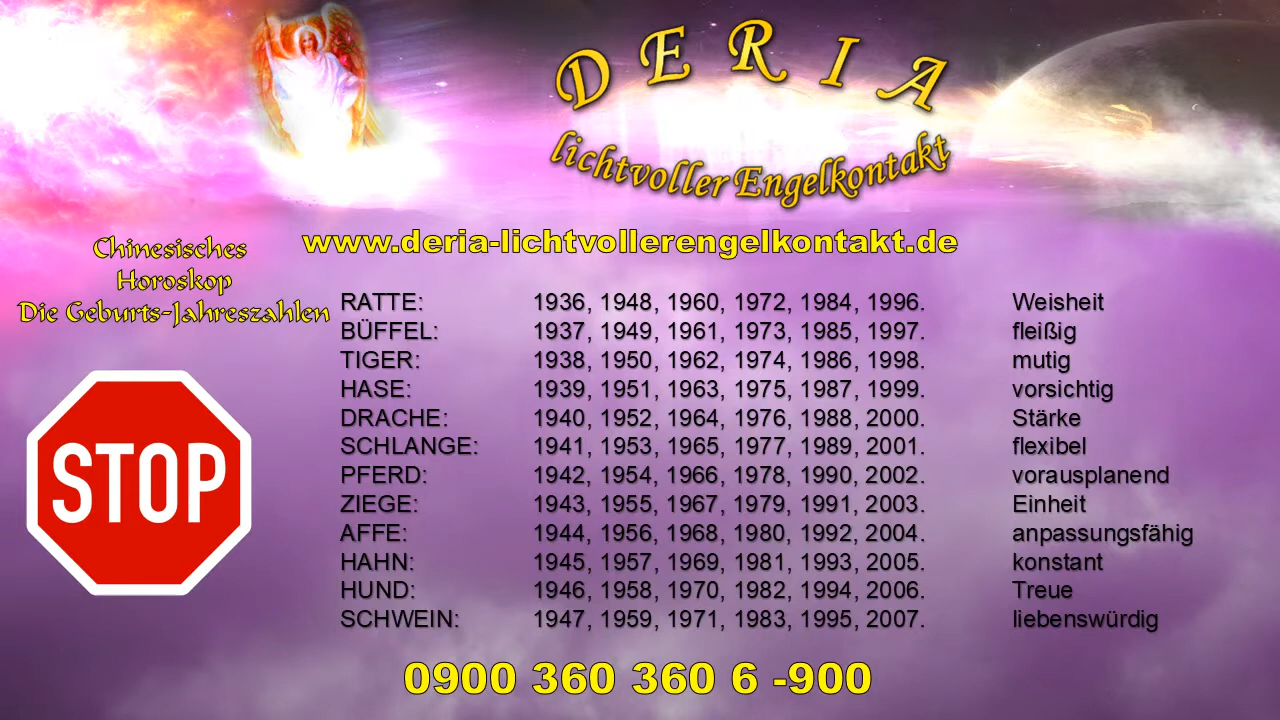 DERIA
lichtvoller Engelkontakt
www.deria-lichtvollerengelkontakt.de
Chinesisches
Horoskop
Die Geburts-Jahreszahlen
RATTE: 1936, 1948, 1960, 1972, 1984, 1996. Weisheit
BÜFFEL: 1937, 1949, 1961, 1973, 1985, 1997. fleißig
TIGER: 1938, 1950, 1962, 1974, 1986, 1998. mutig
HASE: 1939, 1951, 1963, 1975, 1987, 1999. vorsichtig
DRACHE: 1940, 1952, 1964, 1976, 1988, 2000. Stärke
SCHLANGE: 1941, 1953, 1965, 1977, 1989, 2001. flexibel
PFERD: 1942, 1954, 1966, 1978, 1990, 2002. vorausplanend
ZIEGE: 1943, 1955, 1967, 1979, 1991, 2003. Einheit
AFFE: 1944, 1956, 1968, 1980, 1992, 2004. anpassungsfähig
HAHN: 1945, 1957, 1969, 1981, 1993, 2005. konstant
HUND: 1946, 1958, 1970, 1982, 1994, 2006. Treue
SCHWEIN: 1947, 1959, 1971, 1983, 1995, 2007. liebenswürdig
STOP
0900 360 360 6 -900